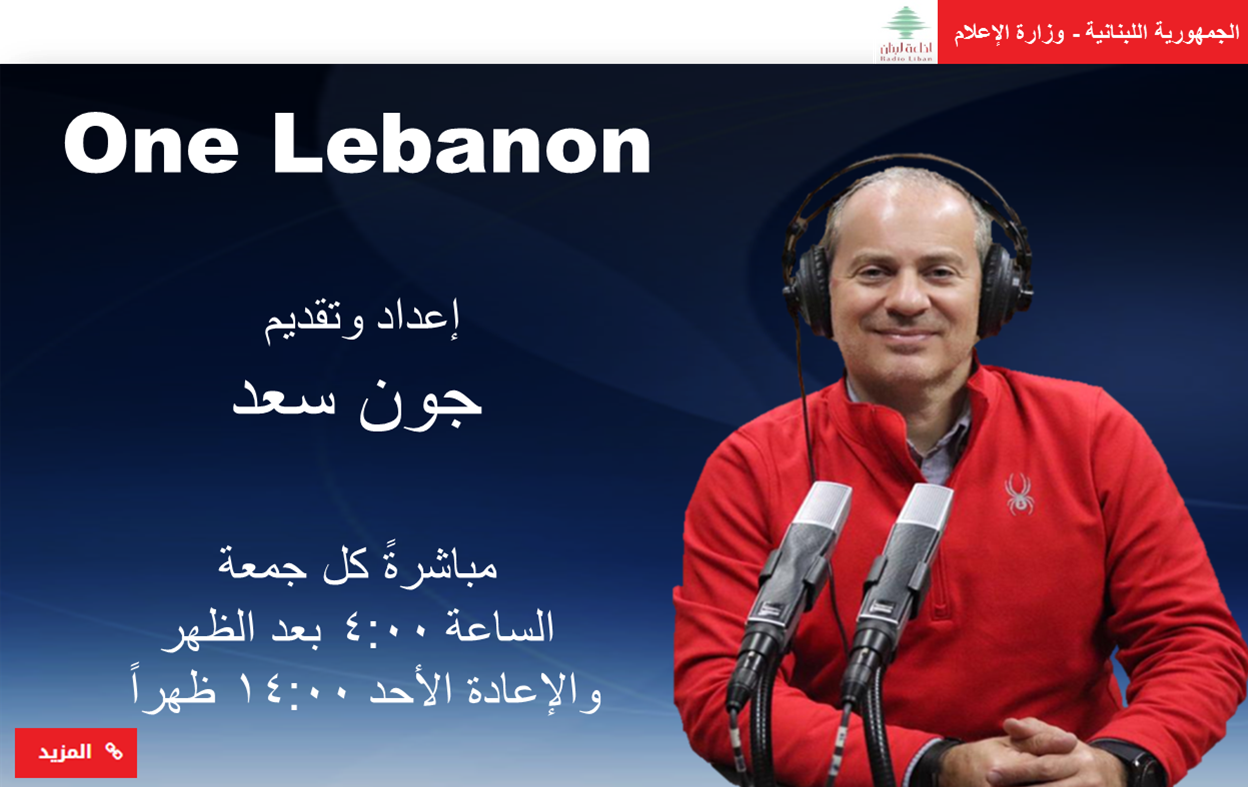 الجمهورية اللبنانية - وزارة الإعلام
اذاعة لبنان
Radio Liban
One Lebanon
إعداد وتقديم
جون سعد
مباشرةً كل جمعة
الساعة ٤:٠٠ بعد الظهر
والإعادة الأحد ١٤:٠٠ ظهراً
المزيد